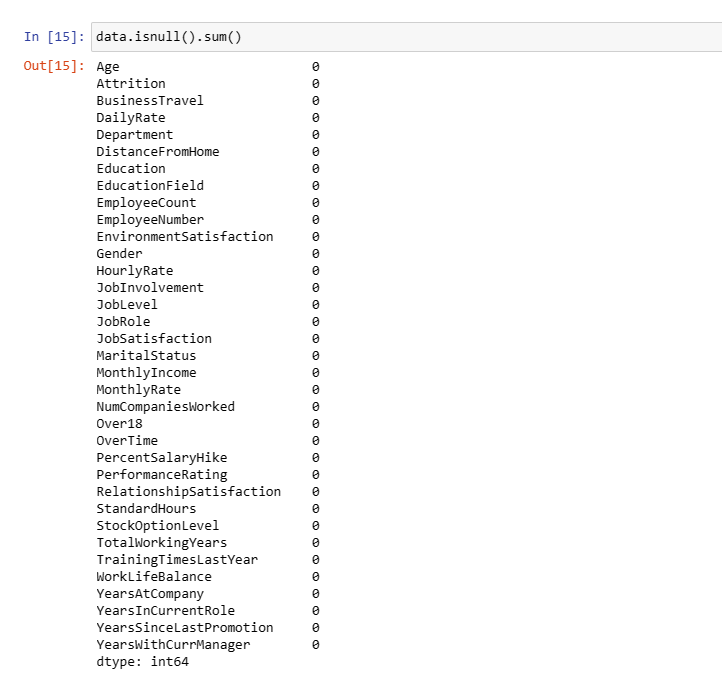 In [15]: data.isnull().sum()
Out[15]: Age 0
Attrition 0
BusinessTravel 0
DailyRate 0
Department 0
DistanceFromHome 0
Education 0
EducationField 0
EmployeeCount 0
EmployeeNumber 0
EnvironmentSatisfaction 0
Gender 0
HourlyRate 0
JobInvolvement 0
JobLevel 0
JobRole 0
JobSatisfaction 0
MaritalStatus 0
MonthlyIncome 0
MonthlyRate 0
NumCompaniesWorked 0
Over18 0
OverTime 0
PercentSalaryHike 0
PerformanceRating 0
RelationshipSatisfaction 0
StandardHours 0
StockOptionLevel 0
TotalWorkingYears 0
TrainingTimesLastYear 0
WorkLifeBalance 0
YearsAtCompany 0
YearsInCurrentRole 0
YearsSinceLastPromotion 0
YearsWithCurrManager 0
dtype: int64